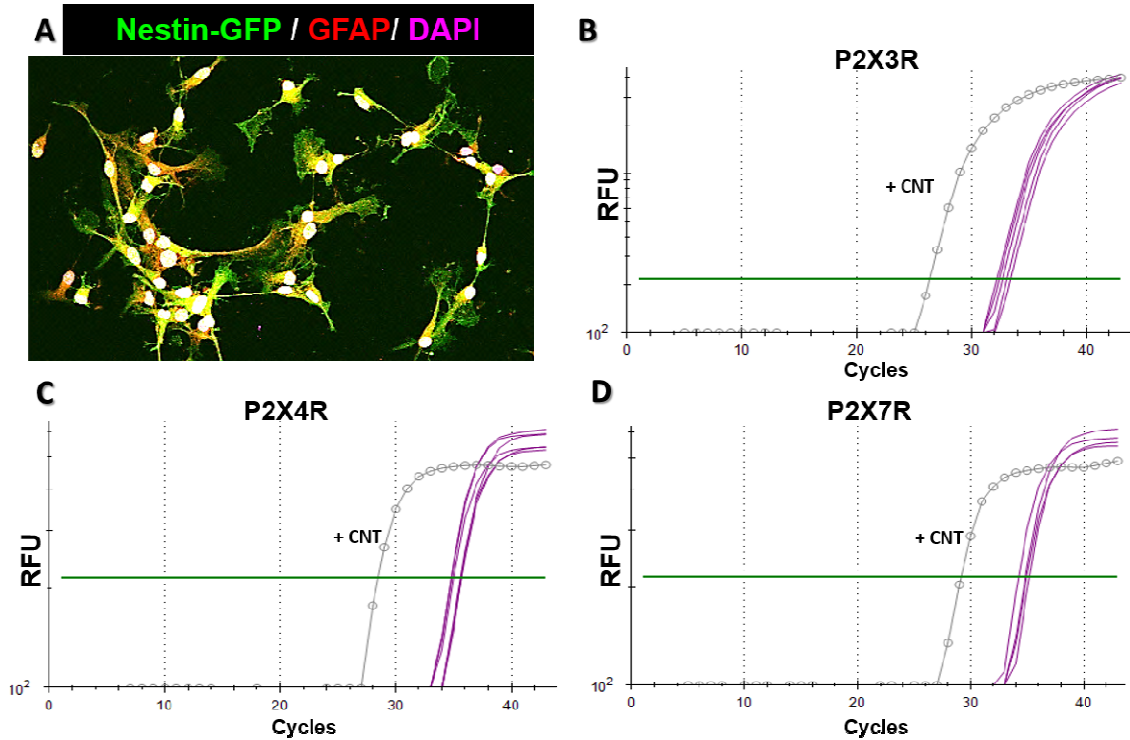 A
Nestin-GFP / GFAP/ DAPI
B
P2X3R
+ CNT
RFU
10²
0 10 20 30 40
Cycles
C
P2X4R
+ CNT
RFU
10²
0 10 20 30 40
Cycles
D
P2X7R
+ CNT
RFU
10²
0 10 20 30 40
Cycles